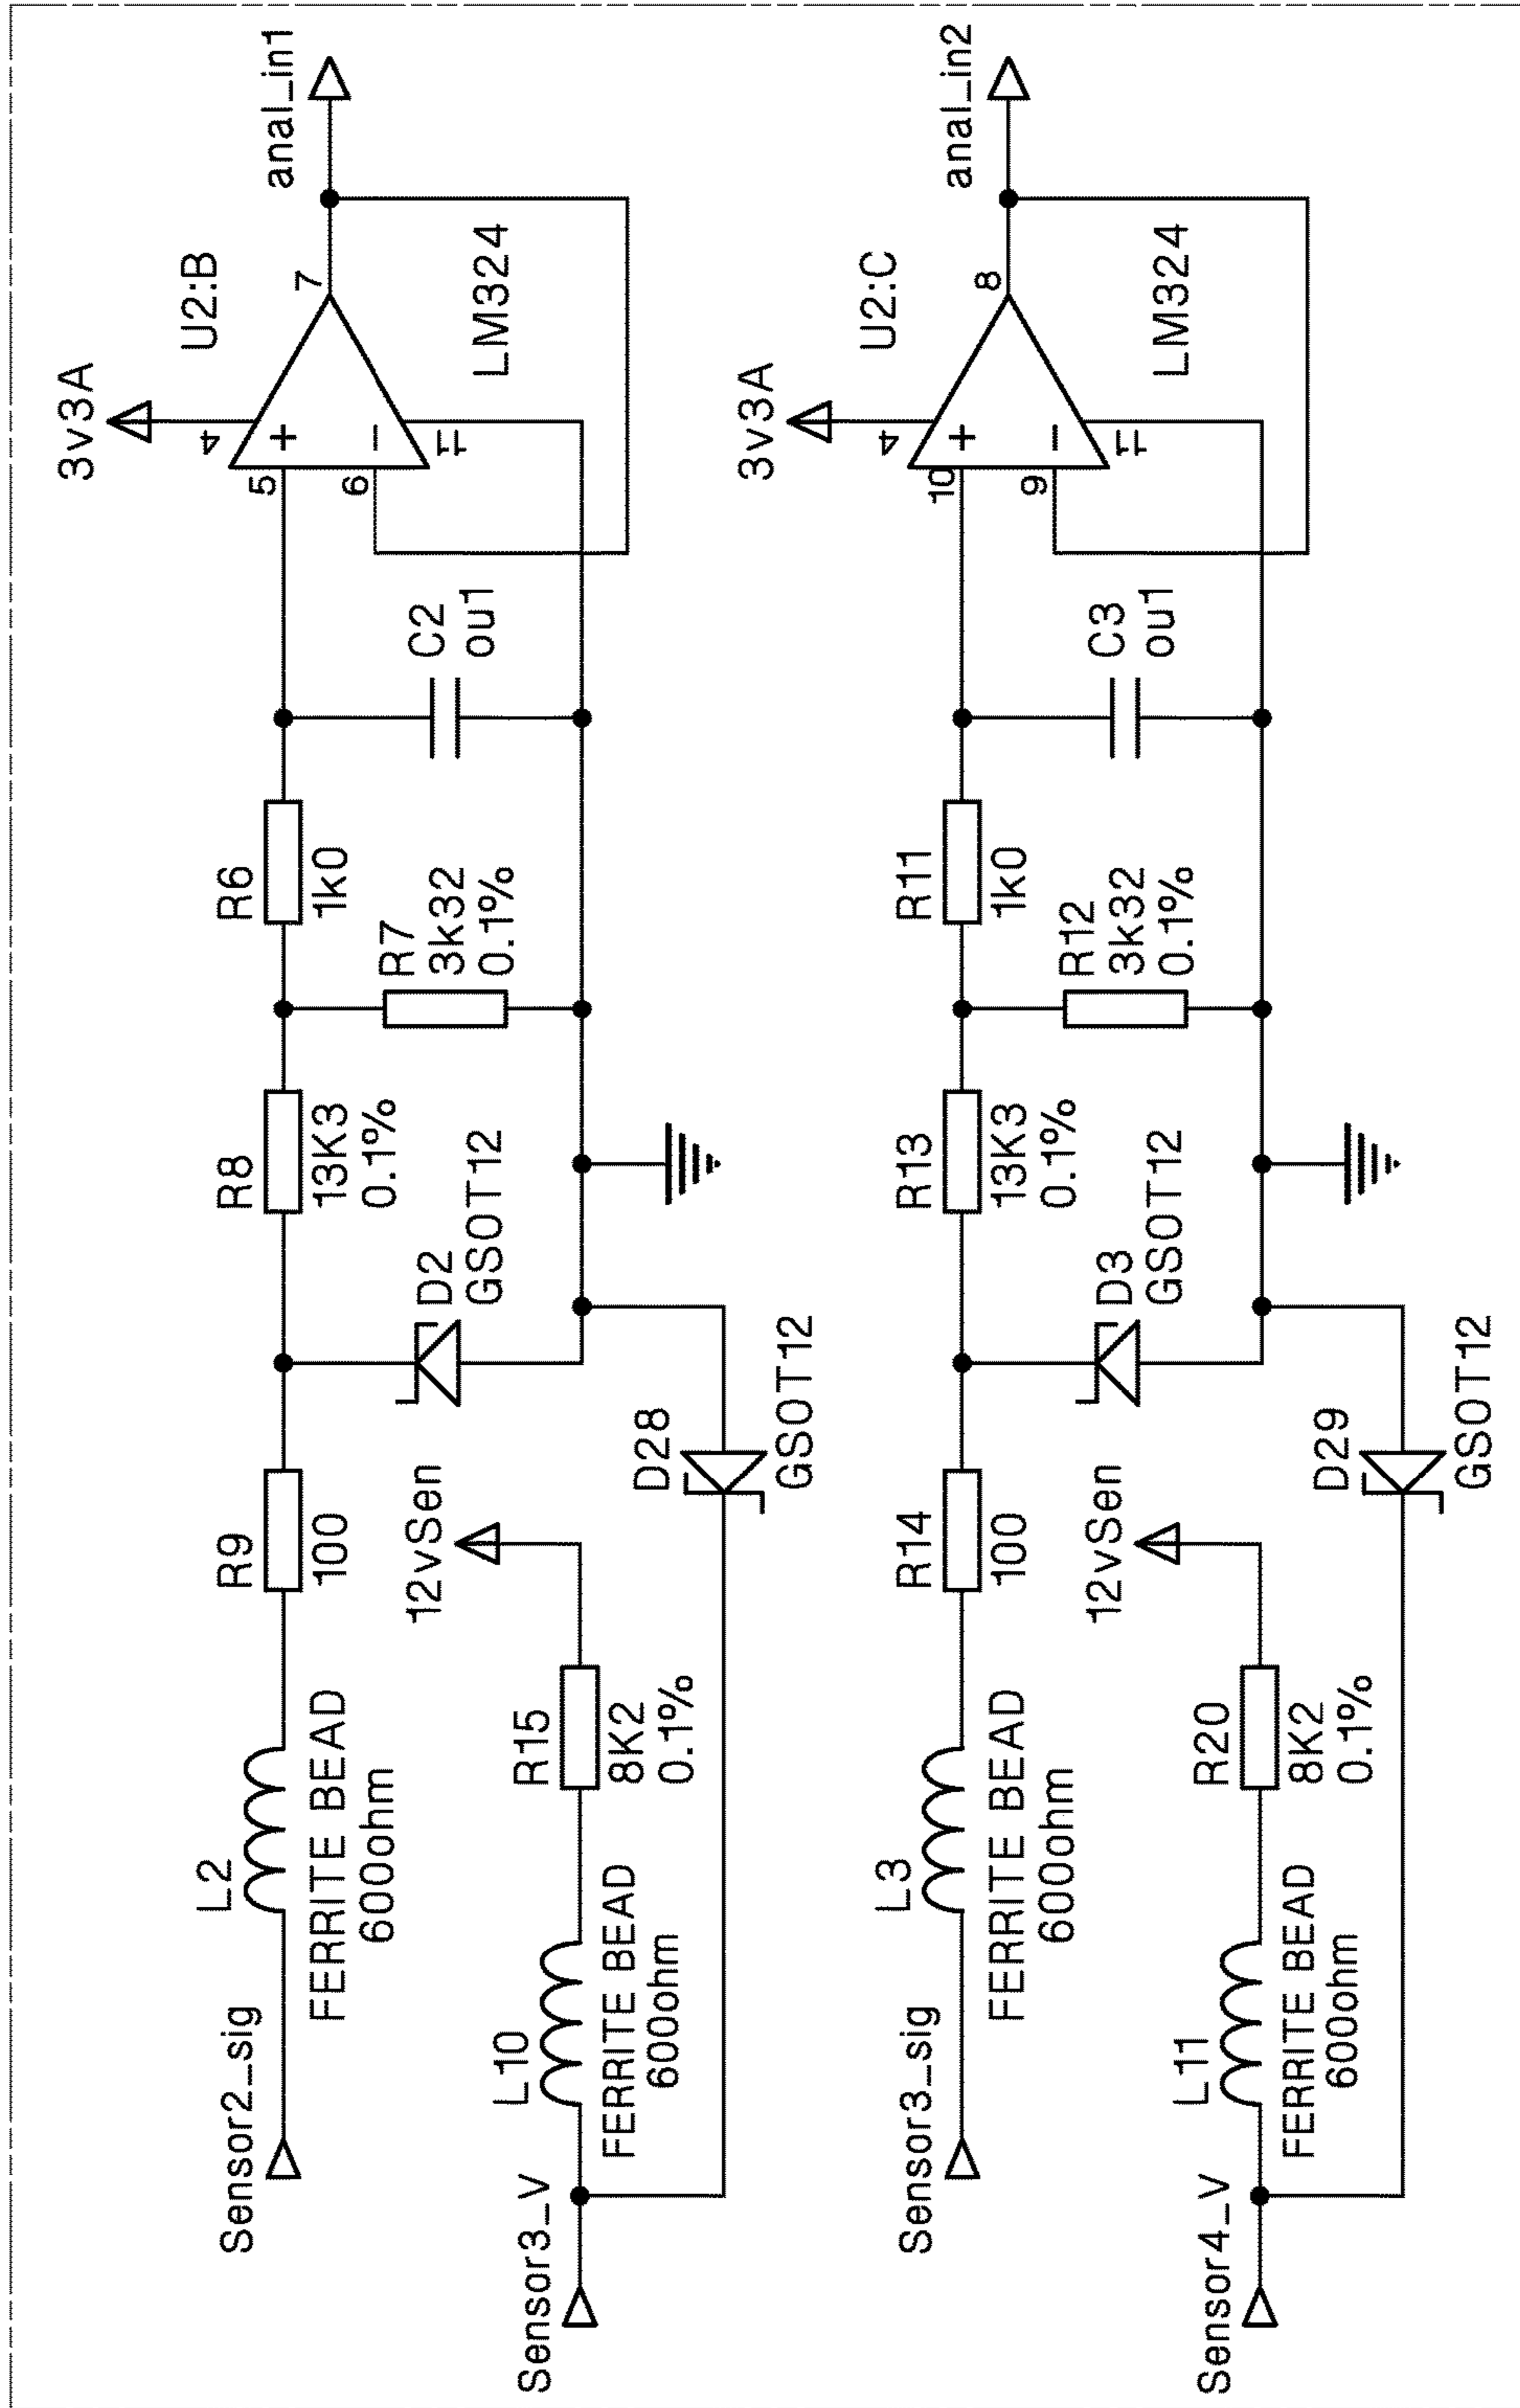 3v3A
U2:B
anal_in1
4
5
+
6
−
7
11
LM324
L2
FERRITE BEAD
600ohm
Sensor2_sig
R9
100
R8
13K3
0.1%
R6
1k0
R7
3k32
0.1%
C2
ou1
D2
GSOT12
12vSen
Sensor3_V
L10
FERRITE BEAD
600ohm
R15
8K2
0.1%
D28
GSOT12
3v3A
U2:C
anal_in2
4
10
+
9
−
8
11
LM324
L3
FERRITE BEAD
600ohm
Sensor3_sig
R14
100
R13
13K3
0.1%
R11
1k0
R12
3k32
0.1%
C3
ou1
D3
GSOT12
12vSen
Sensor4_V
L11
FERRITE BEAD
600ohm
R20
8K2
0.1%
D29
GSOT12